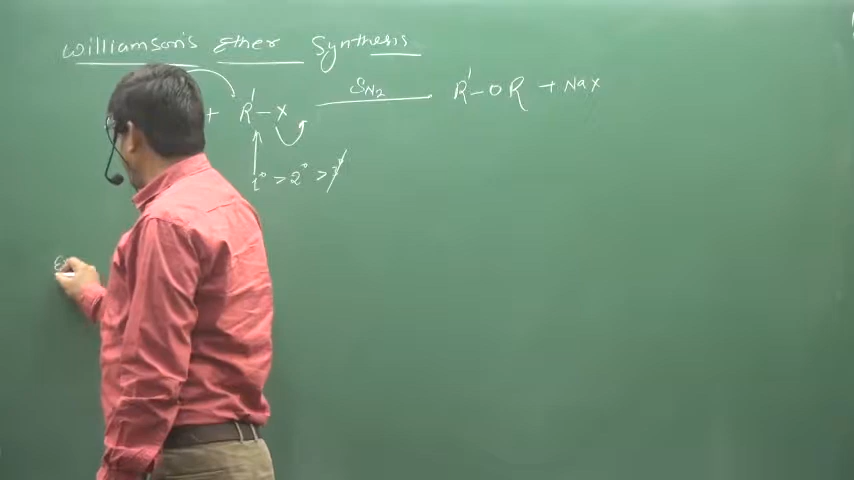 Williamson's Ether Synthesis
+ R'–X SN2 R'–OR + NaX
1° > 2° > 3°